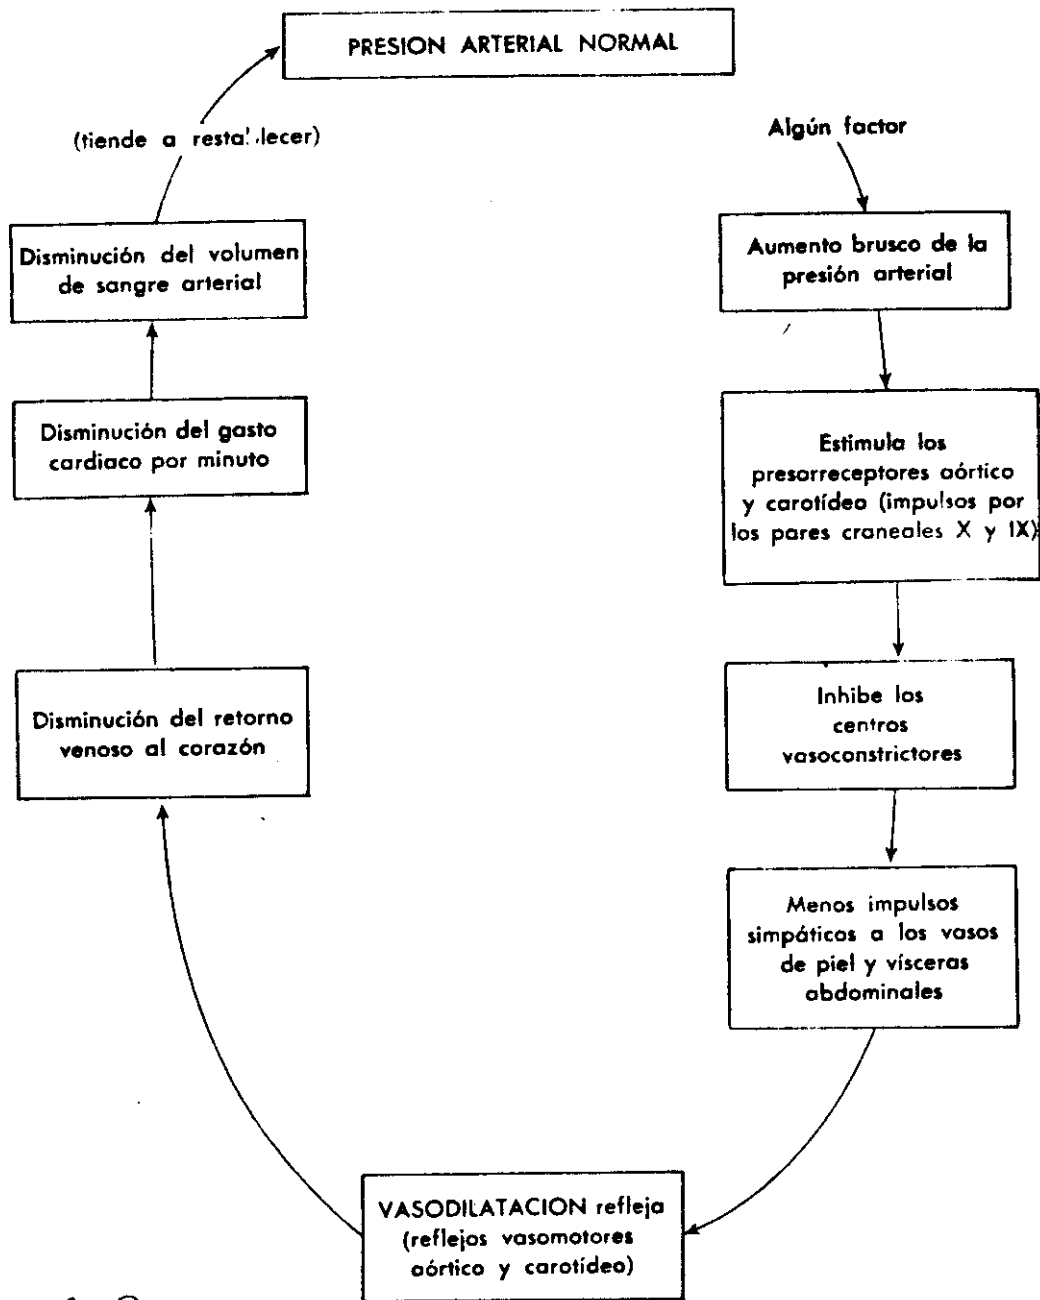 PRESION ARTERIAL NORMAL
(tiende a restablecer)
Algún factor
Aumento brusco de la
presión arterial
Estimula los
presorreceptores aórtico
y carotídeo (impulsos por
los pares craneales X y IX)
Inhibe los
centros
vasoconstrictores
Menos impulsos
simpáticos a los vasos
de piel y vísceras
abdominales
VASODILATACION refleja
(reflejos vasomotores
aórtico y carotídeo)
Disminución del retorno
venoso al corazón
Disminución del gasto
cardiaco por minuto
Disminución del volumen
de sangre arterial